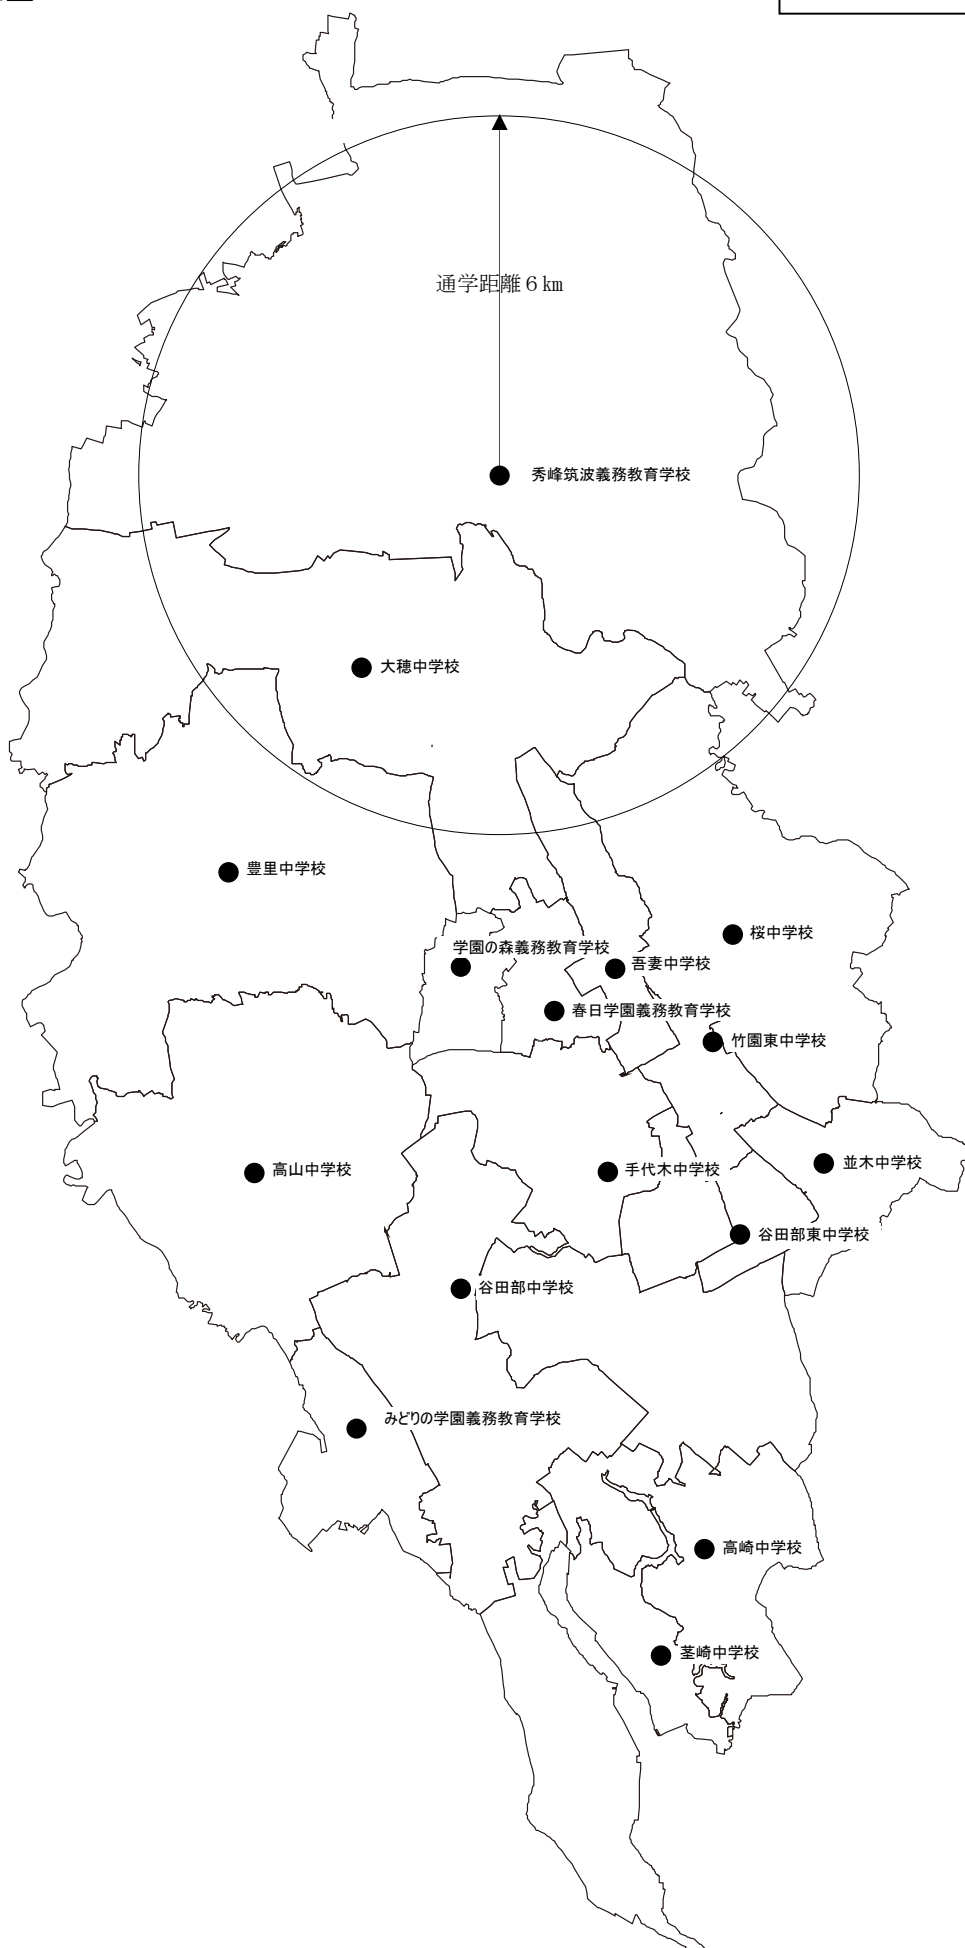 通学距離６㎞
秀峰筑波義務教育学校
大穂中学校
豊里中学校
桜中学校
学園の森義務教育学校
吾妻中学校
春日学園義務教育学校
竹園東中学校
並木中学校
高山中学校
手代木中学校
谷田部東中学校
谷田部中学校
みどりの学園義務教育学校
高崎中学校
茎崎中学校